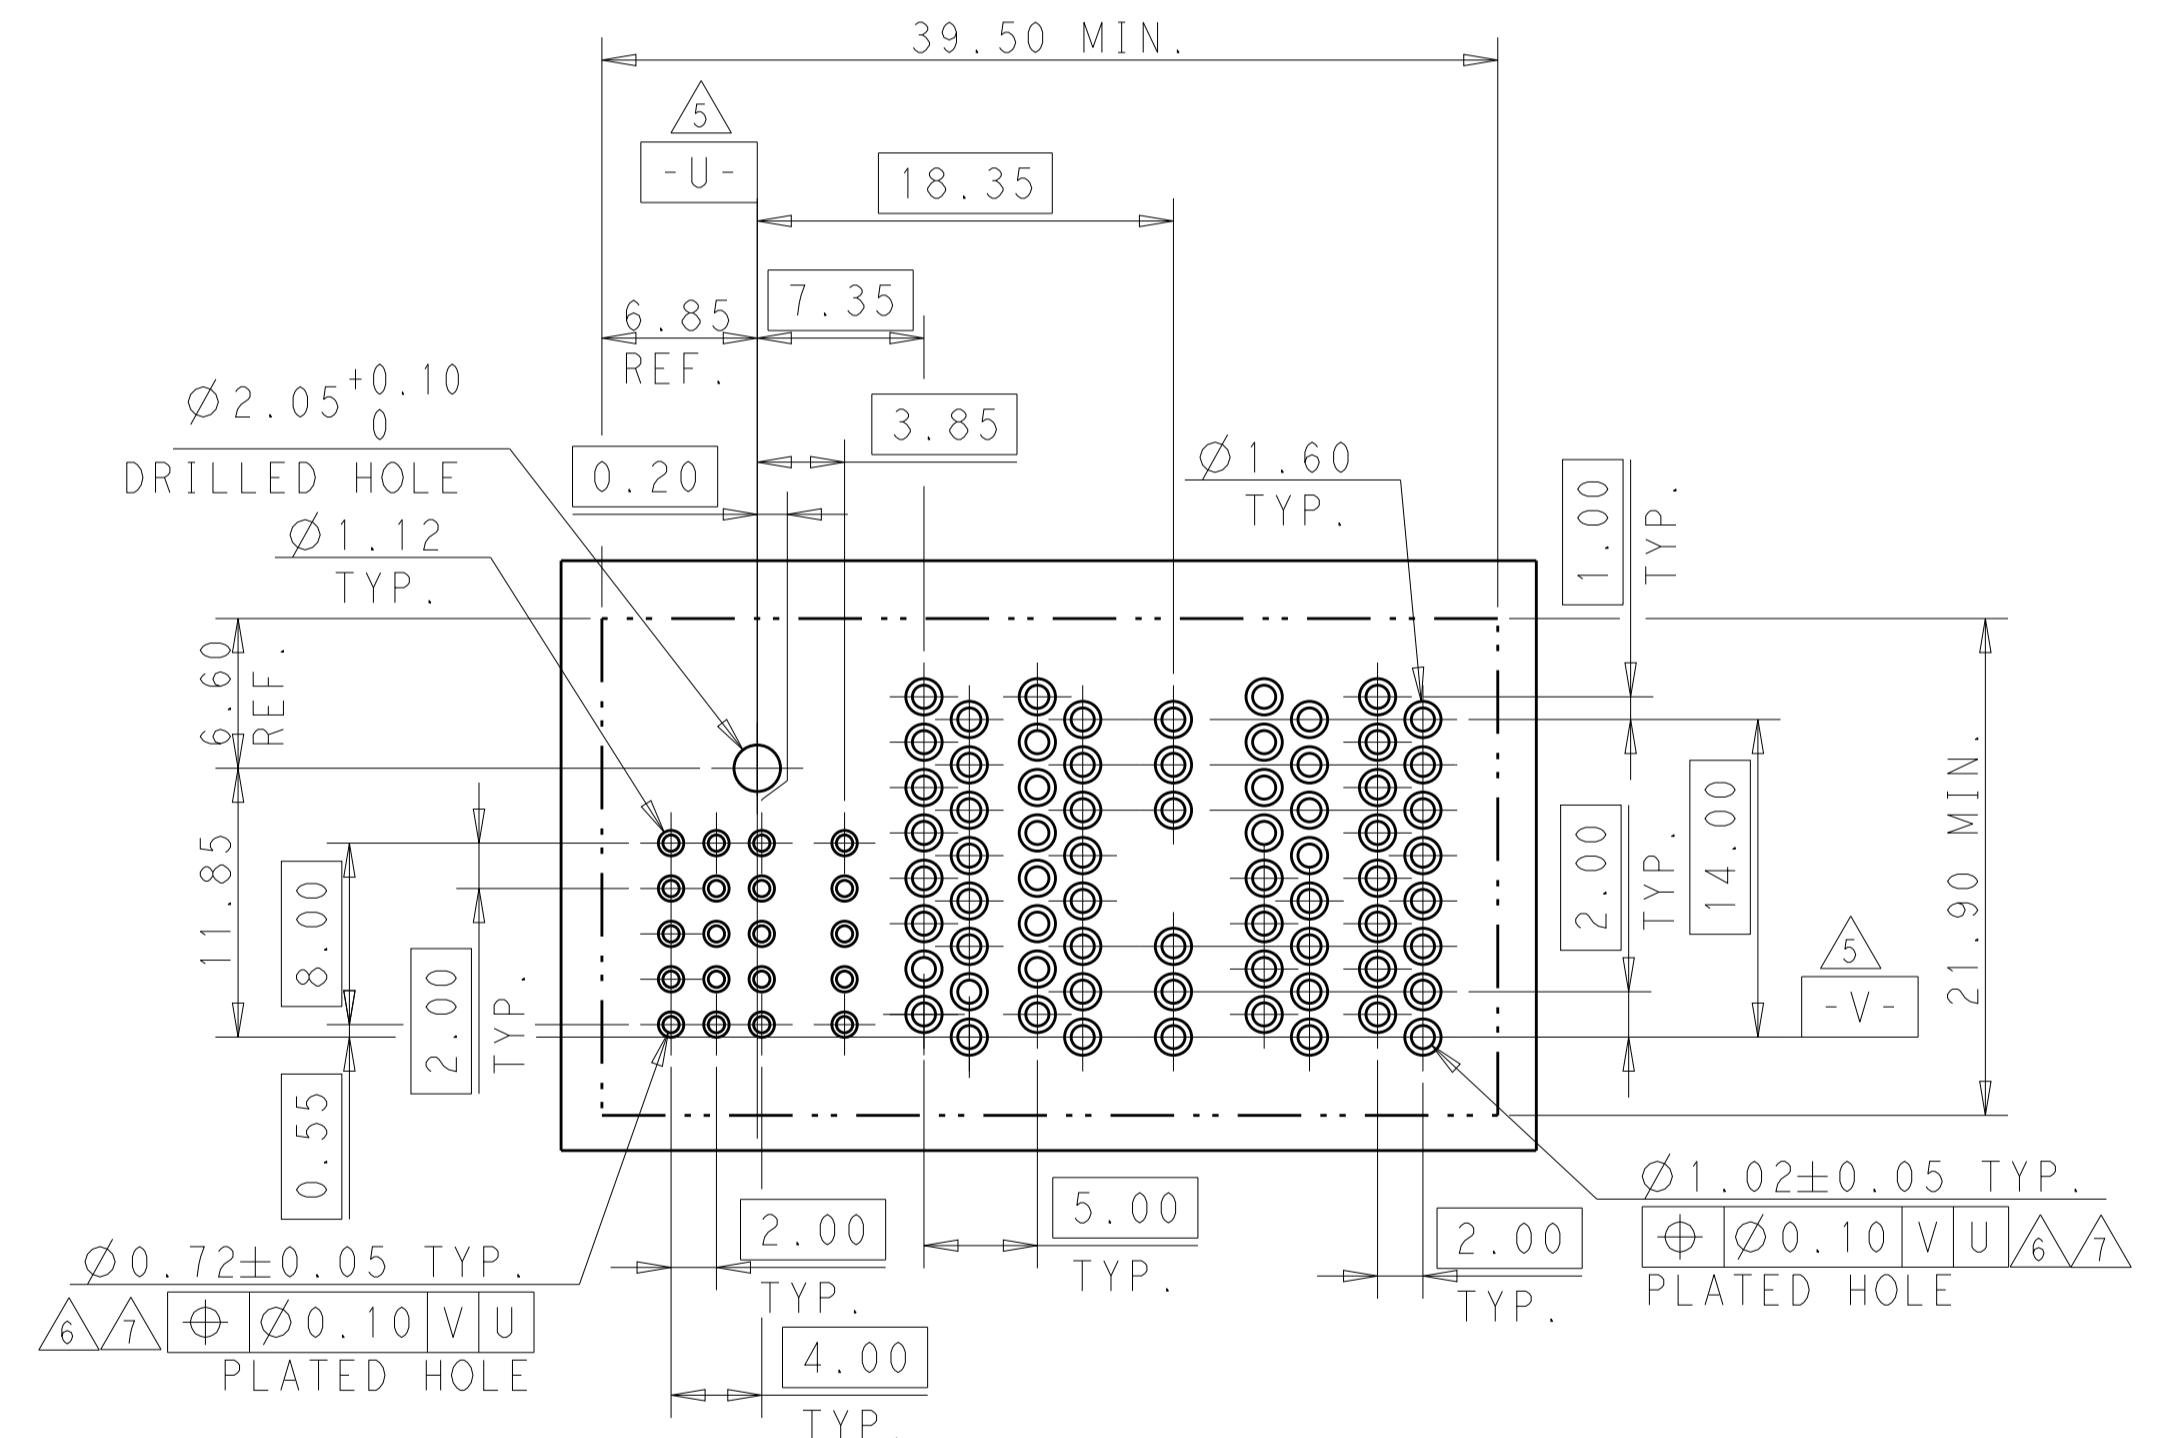 39.50 MIN.
5
-U-
18.35
7.35
6.85
REF.
Ø2.05 +0.10
0
DRILLED HOLE
3.85
0.20
Ø1.60
TYP.
Ø1.12
TYP.
1.00
TYP.
6.60
REF.
11.85
8.00
2.00
TYP.
0.55
2.00
TYP.
14.00
21.90 MIN.
5
-V-
Ø1.02±0.05 TYP.
⌖ Ø0.10 V U 6 7
PLATED HOLE
5.00
TYP.
2.00
TYP.
2.00
TYP.
Ø0.72±0.05 TYP.
6 7 ⌖ Ø0.10 V U
PLATED HOLE
4.00
TYP.